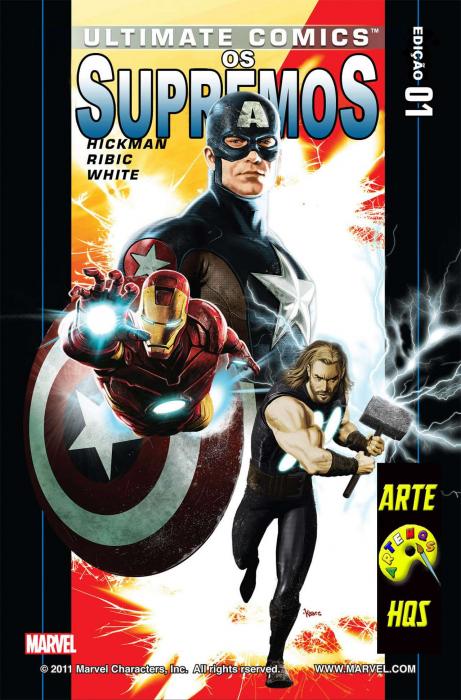 ULTIMATE COMICS™
OS
SUPREMOS
HICKMAN
RIBIC
WHITE
EDIÇÃO 01
A
ARTE
ARTENQS
HQS
MARVEL
© 2011 Marvel Characters, Inc. All rights rserved.
WWW.MARVEL.COM